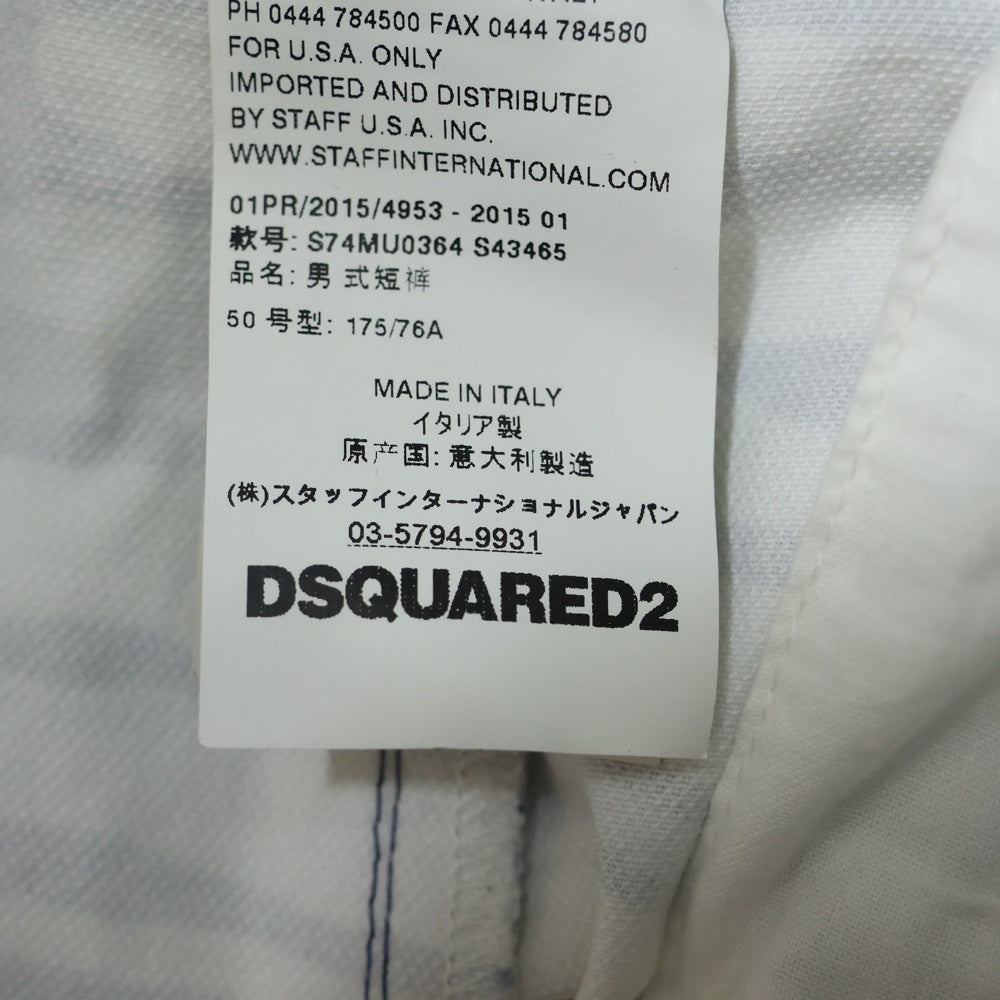 PH 0444 784500 FAX 0444 784580
FOR U.S.A. ONLY
IMPORTED AND DISTRIBUTED
BY STAFF U.S.A. INC.
WWW.STAFFINTERNATIONAL.COM
01PR/2015/4953 - 2015 01
款号: S74MU0364 S43465
品名: 男 式短裤
50 号型: 175/76A
MADE IN ITALY
イタリア製
原产国: 意大利製造
(株)スタッフインターナショナルジャパン
03-5794-9931
DSQUARED2